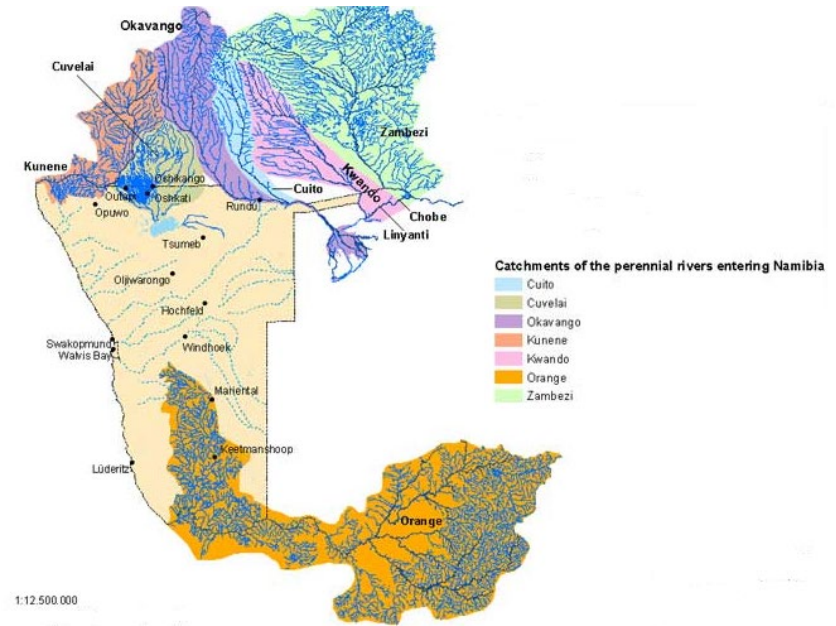 Okavango
Cuvelai
Zambezi
Kunene
Oshikango
Kwando
Cuito
Oshkati
Opuwo
Rundu
Chobe
Linyanti
Tsumeb
Catchments of the perennial rivers entering Namibia
Otjiwarongo
Cuito
Cuvelai
Hochfeld
Okavango
Swakopmund
Windhoek
Kunene
Walvis Bay
Kwando
Orange
Mariental
Zambezi
Keetmanshoop
Lüderitz
Orange
1:12.500.000